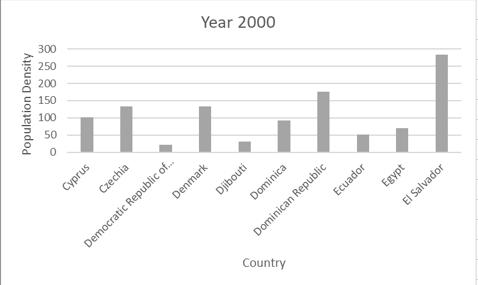 Year 2000
Population Density
300
250
200
150
100
50
0
Cyprus
Czechia
Democratic Republic of...
Denmark
Djibouti
Dominica
Dominican Republic
Ecuador
Egypt
El Salvador
Country